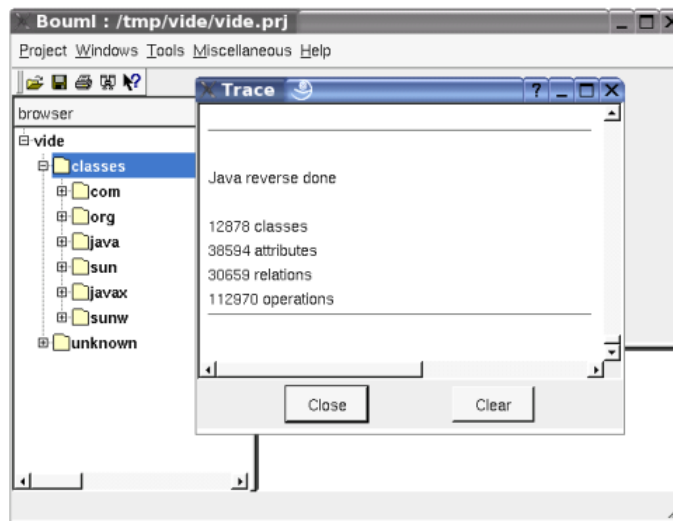 Bouml : /tmp/vide/vide.prj
Project Windows Tools Miscellaneous Help
browser
vide
classes
com
org
java
sun
javax
sunw
unknown
Trace
Java reverse done
12878 classes
38594 attributes
30659 relations
112970 operations
Close Clear